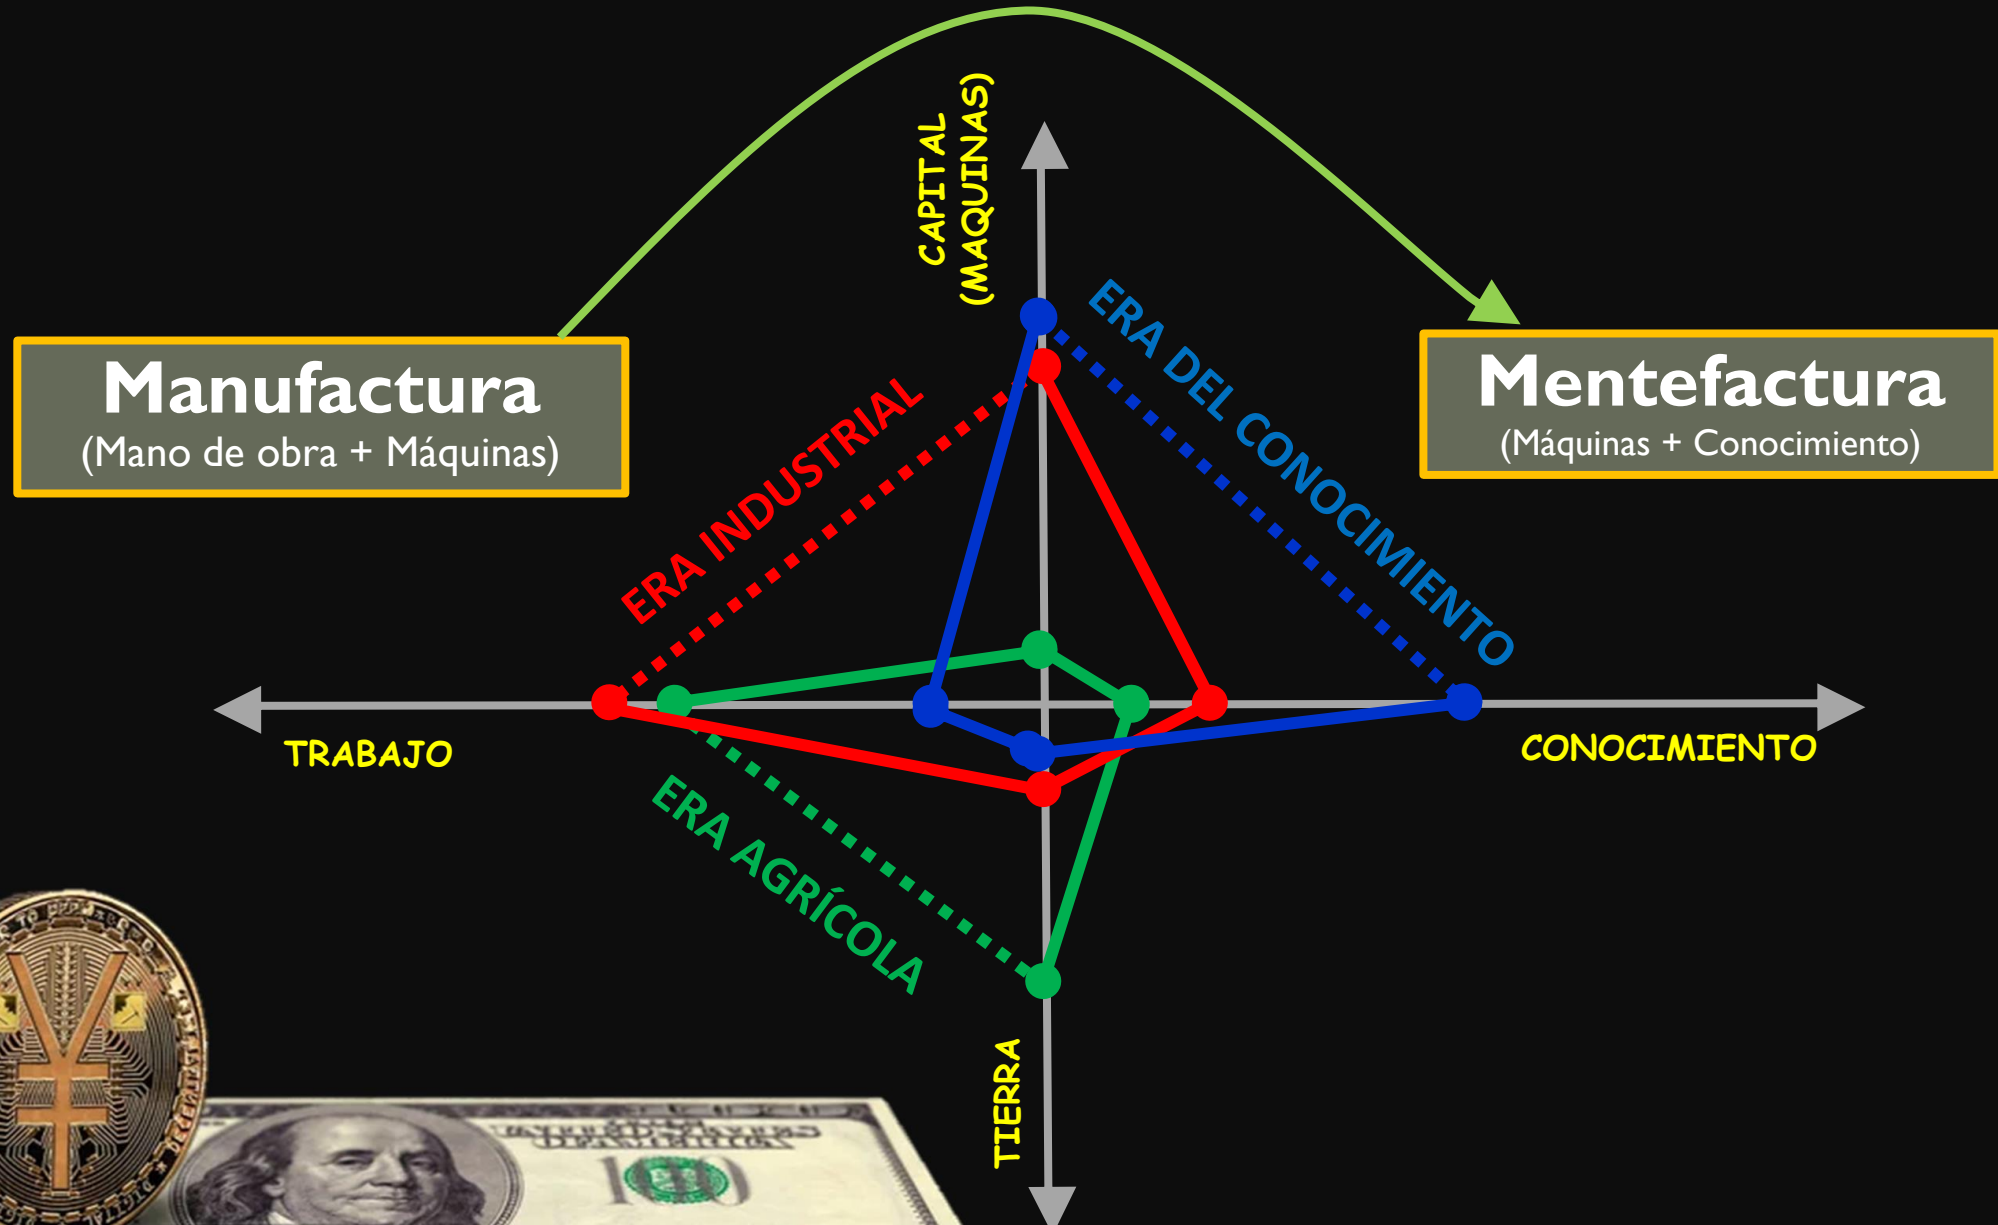 CAPITAL
(MAQUINAS)
Manufactura
(Mano de obra + Máquinas)
Mentefactura
(Máquinas + Conocimiento)
ERA INDUSTRIAL
ERA DEL CONOCIMIENTO
TRABAJO
CONOCIMIENTO
ERA AGRÍCOLA
TIERRA
100